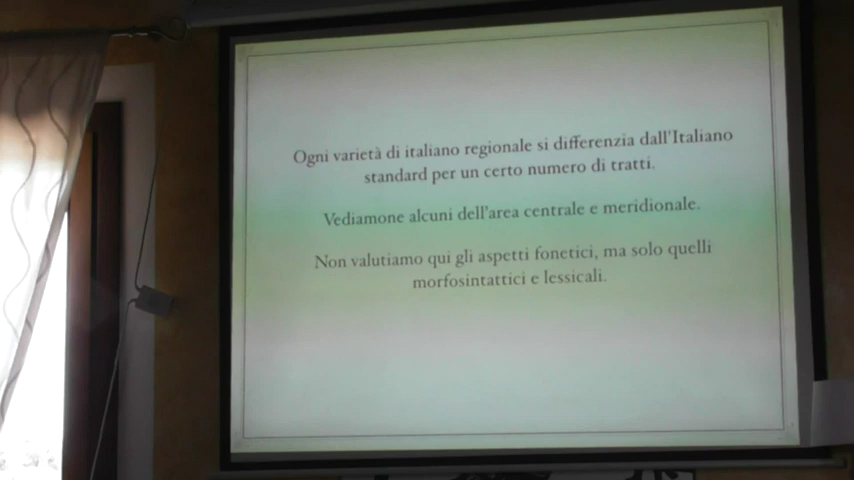 Ogni varietà di italiano regionale si differenzia dall'Italiano
standard per un certo numero di tratti.
Vediamone alcuni dell'area centrale e meridionale.
Non valutiamo qui gli aspetti fonetici, ma solo quelli
morfosintattici e lessicali.